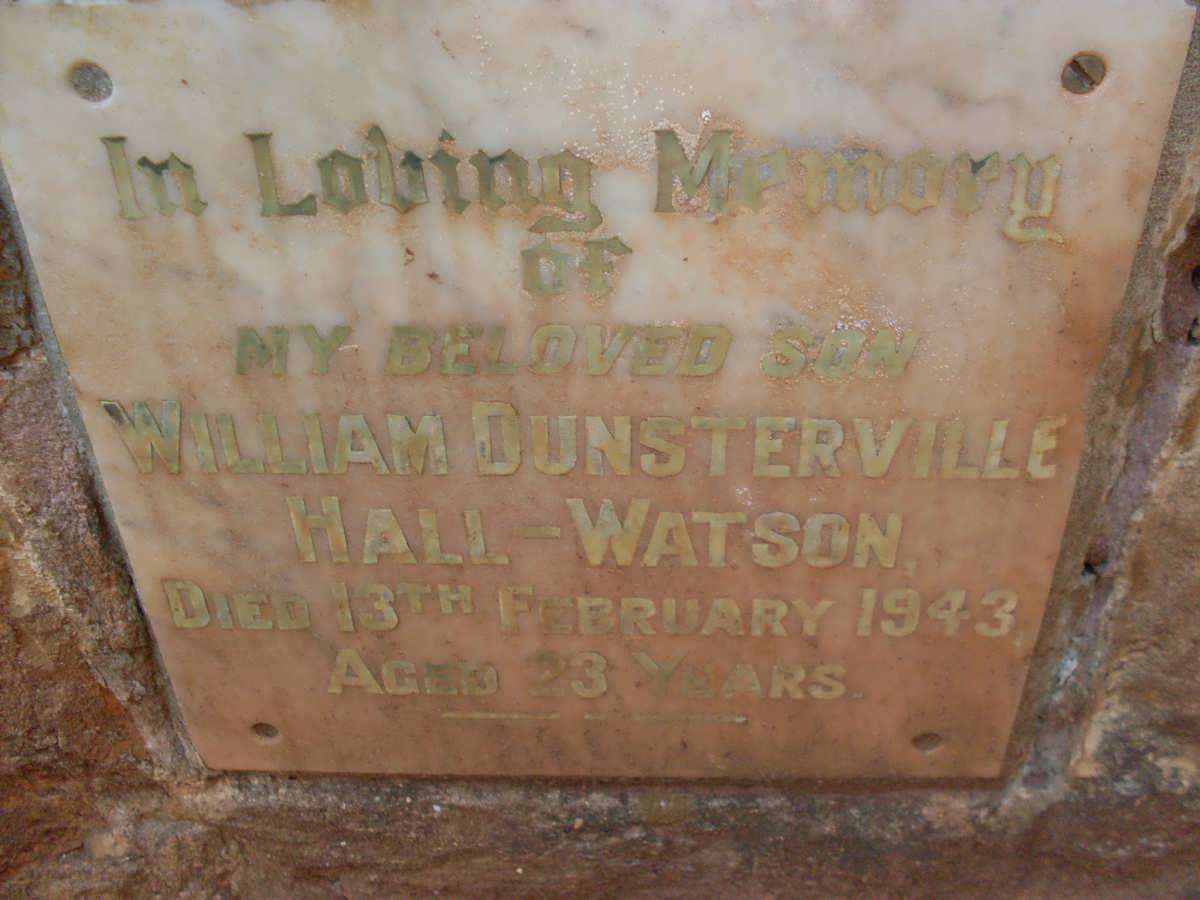 In Loving Memory
of
MY BELOVED SON
WILLIAM DUNSTERVILLE
HALL-WATSON,
DIED 13TH FEBRUARY 1943
AGED 23 YEARS.